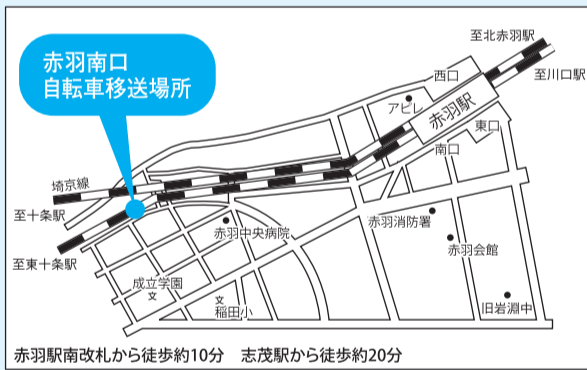 赤羽南口
自転車移送場所
至北赤羽駅
至川口駅
西口
アピレ
赤羽駅
東口
南口
埼京線
至十条駅
至東十条駅
赤羽中央病院
赤羽消防署
赤羽会館
成立学園
文
文
稲田小
旧岩淵中
赤羽駅南改札から徒歩約10分　志茂駅から徒歩約20分